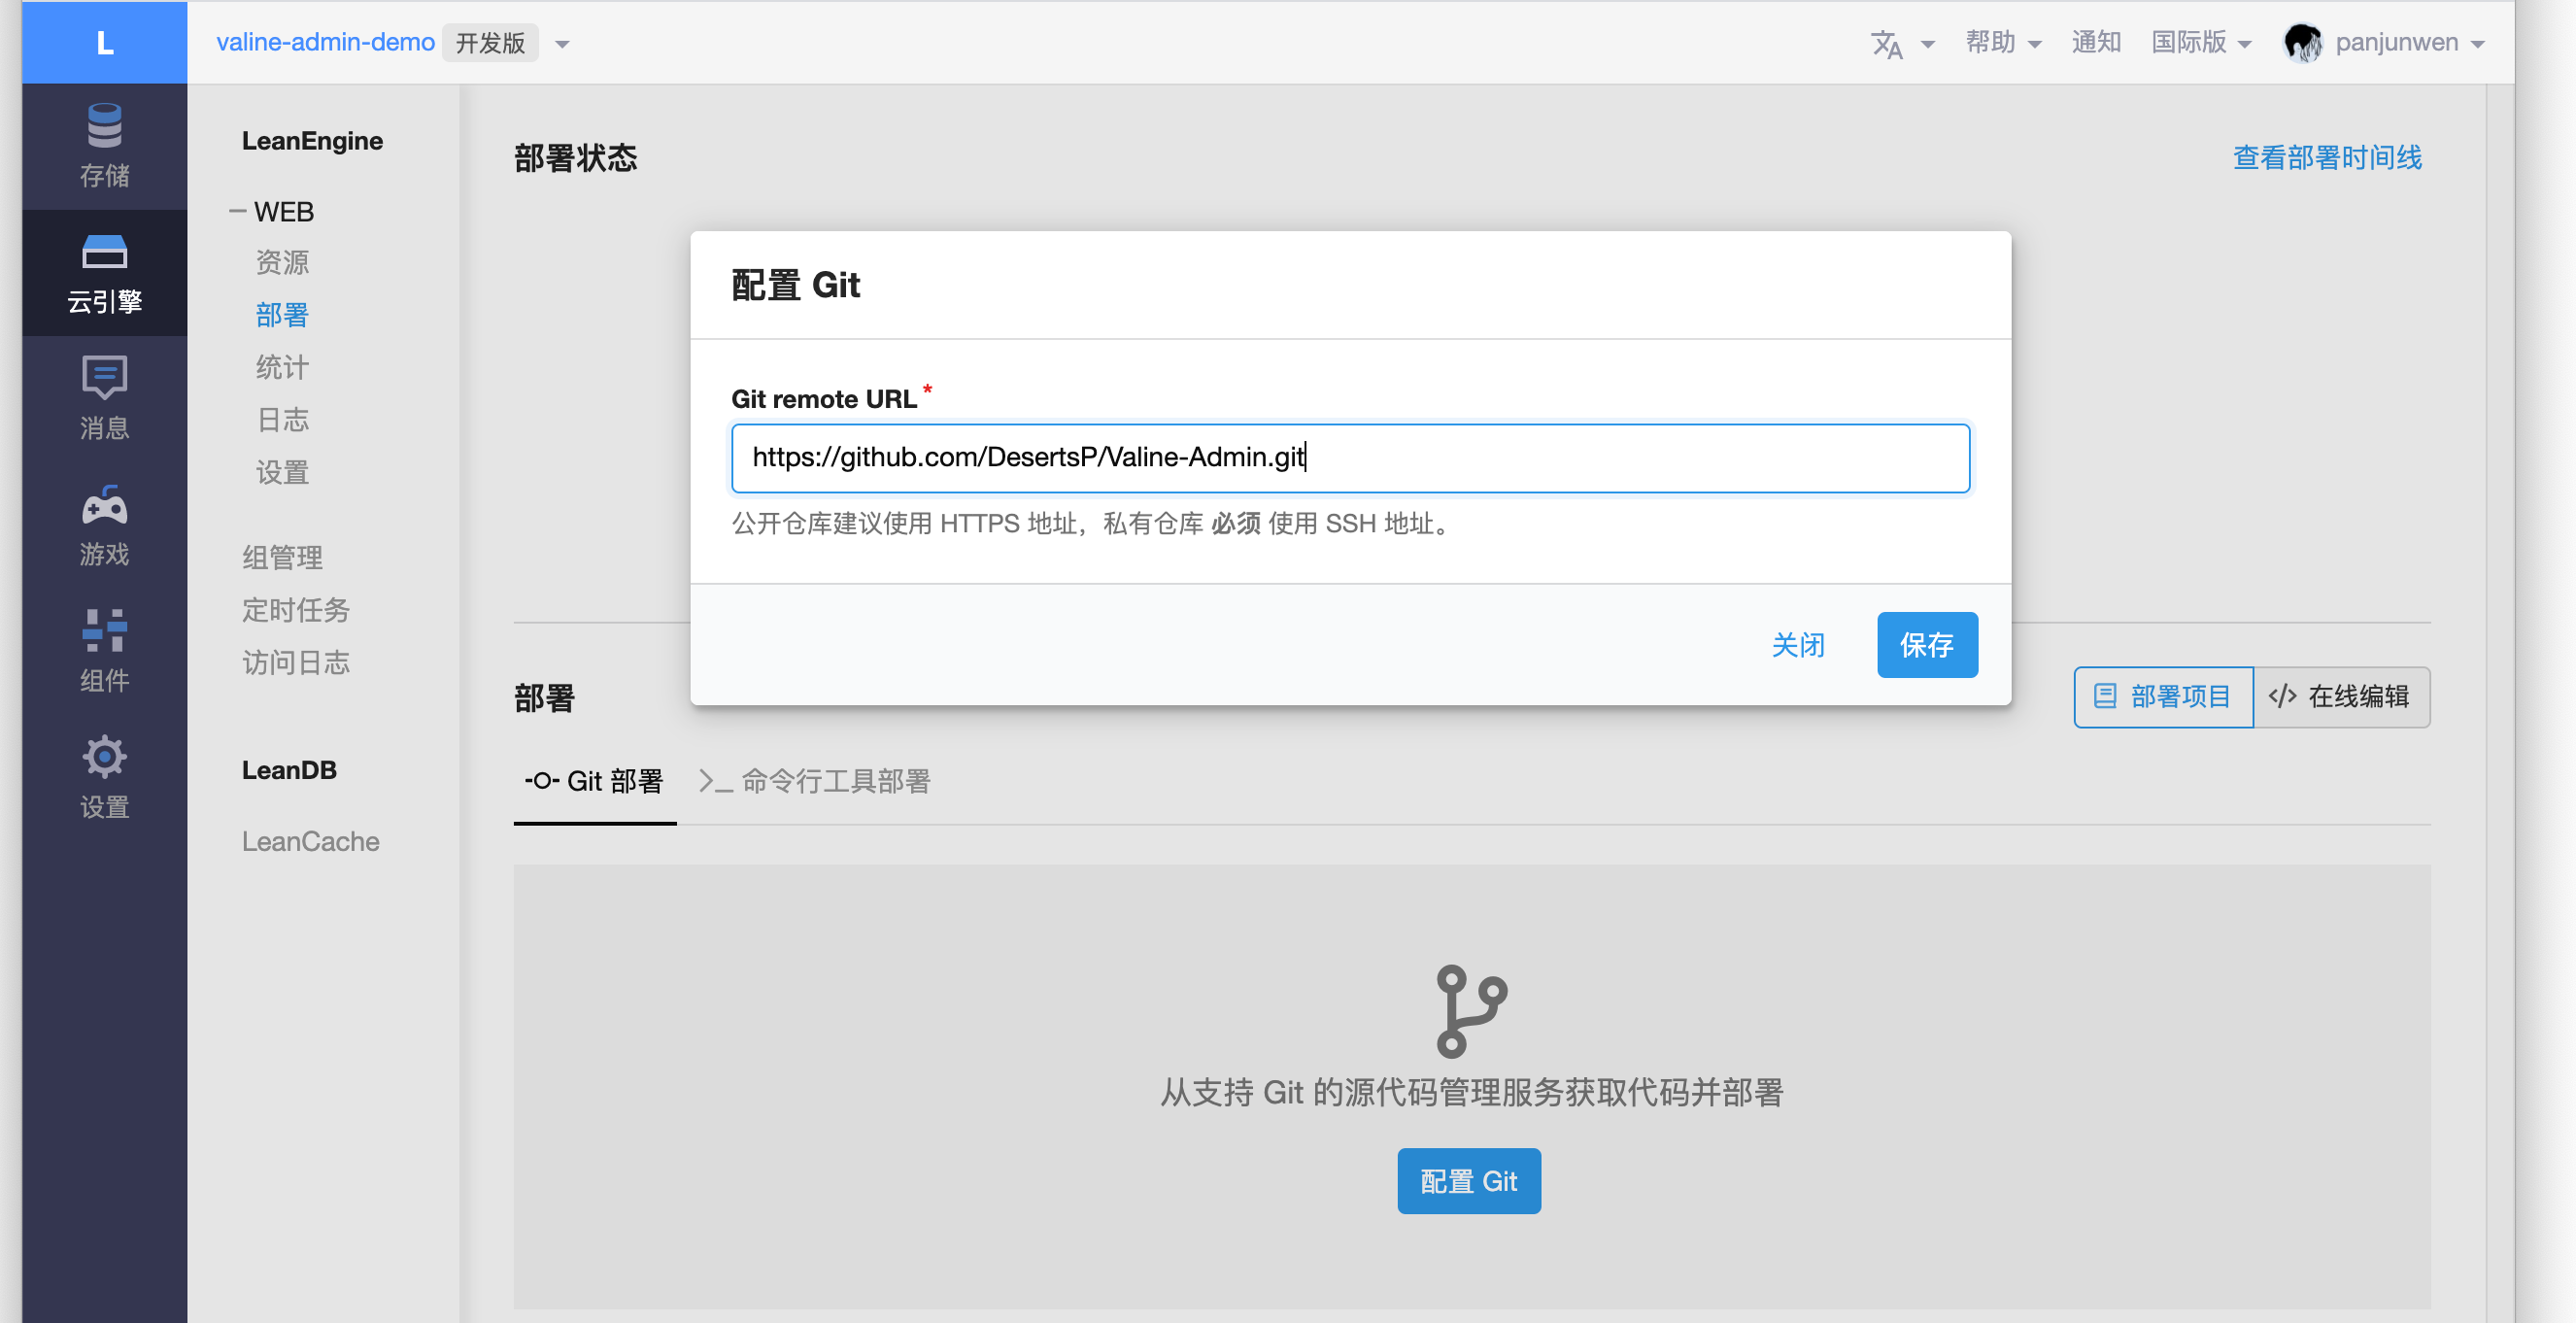 L
valine-admin-demo 开发版
帮助 通知 国际版 panjunwen
存储
云引擎
消息
游戏
组件
设置
LeanEngine
WEB
资源
部署
统计
日志
设置
组管理
定时任务
访问日志
LeanDB
LeanCache
部署状态
查看部署时间线
配置 Git
Git remote URL *
https://github.com/DesertsP/Valine-Admin.git
公开仓库建议使用 HTTPS 地址，私有仓库 必须 使用 SSH 地址。
关闭 保存
部署
部署项目 </> 在线编辑
Git 部署 >_ 命令行工具部署
从支持 Git 的源代码管理服务获取代码并部署
配置 Git